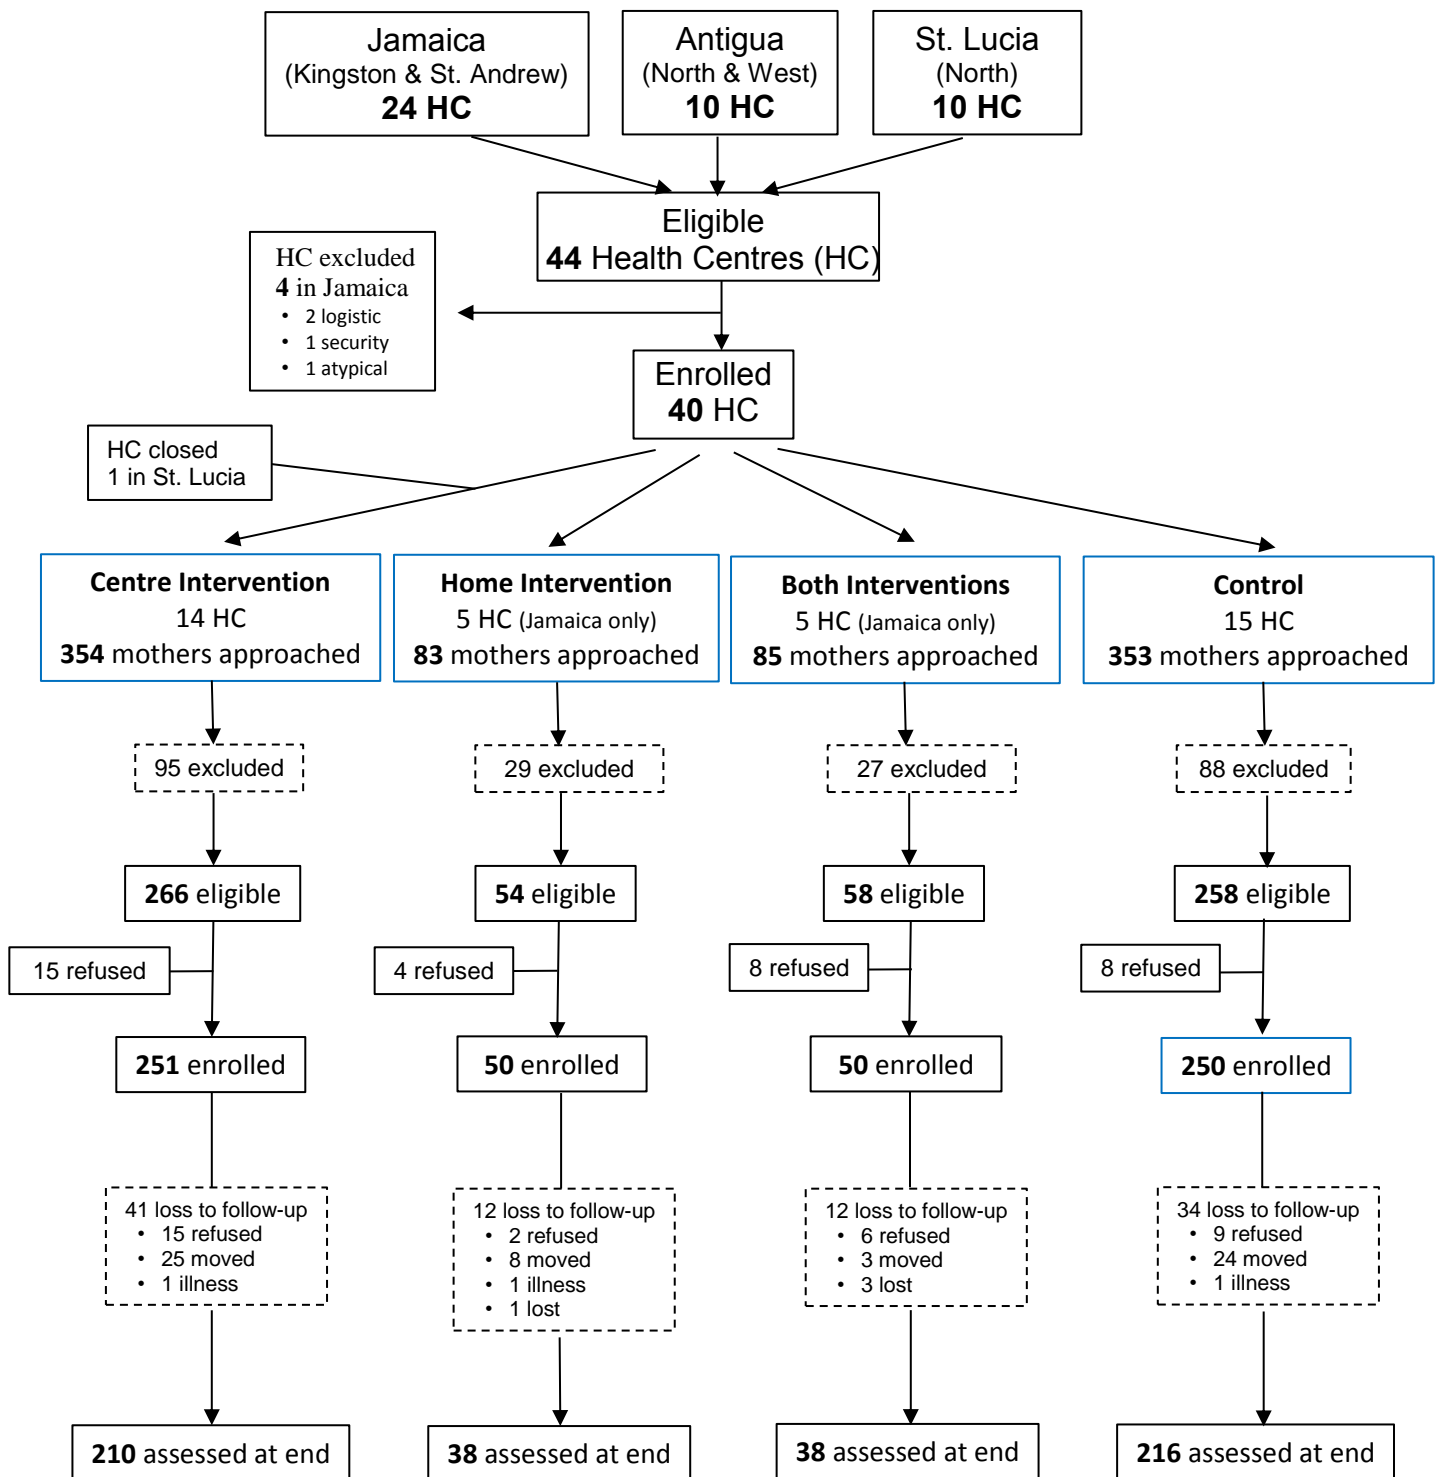 Jamaica
(Kingston & St. Andrew)
24 HC
Antigua
(North & West)
10 HC
St. Lucia
(North)
10 HC
Eligible
44 Health Centres (HC)
HC excluded
4 in Jamaica
• 2 logistic
• 1 security
• 1 atypical
Enrolled
40 HC
HC closed
1 in St. Lucia
Centre Intervention
14 HC
354 mothers approached
Home Intervention
5 HC (Jamaica only)
83 mothers approached
Both Interventions
5 HC (Jamaica only)
85 mothers approached
Control
15 HC
353 mothers approached
95 excluded
29 excluded
27 excluded
88 excluded
266 eligible
54 eligible
58 eligible
258 eligible
15 refused
4 refused
8 refused
8 refused
251 enrolled
50 enrolled
50 enrolled
250 enrolled
41 loss to follow-up
• 15 refused
• 25 moved
• 1 illness
12 loss to follow-up
• 2 refused
• 8 moved
• 1 illness
• 1 lost
12 loss to follow-up
• 6 refused
• 3 moved
• 3 lost
34 loss to follow-up
• 9 refused
• 24 moved
• 1 illness
210 assessed at end
38 assessed at end
38 assessed at end
216 assessed at end